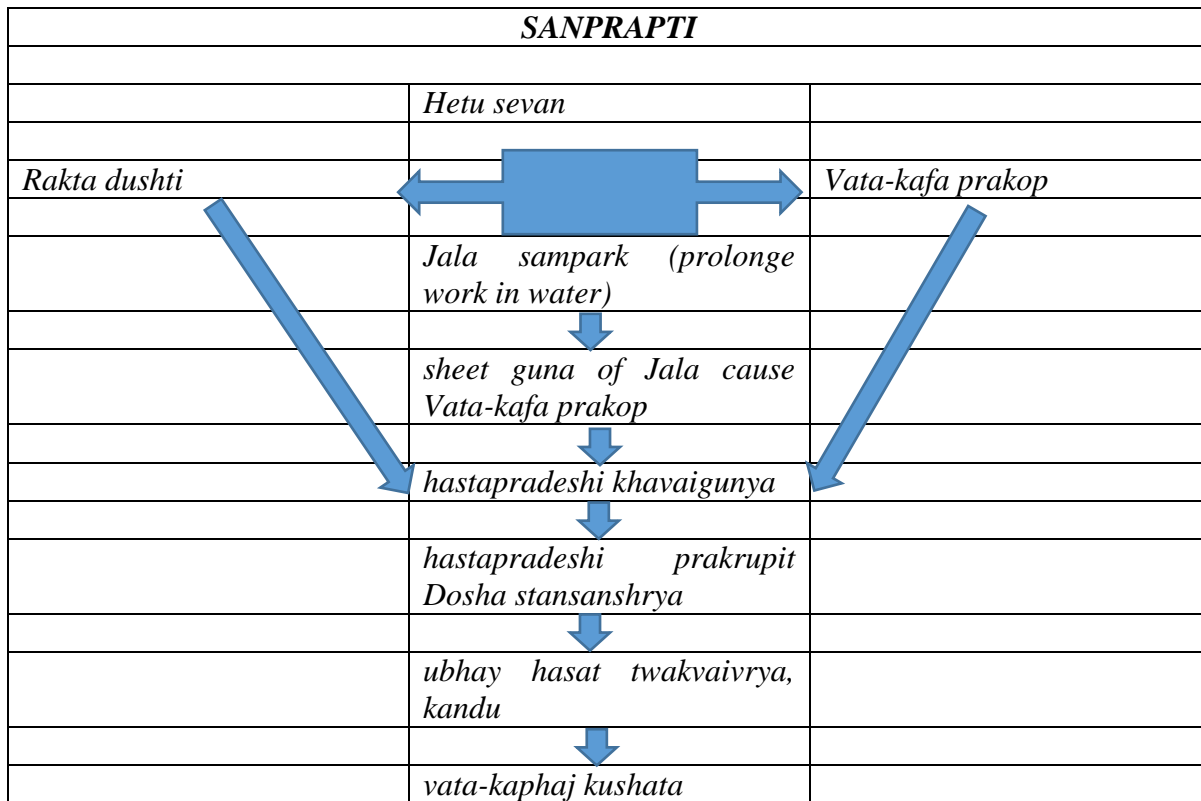 SANPRAPTI
Hetu sevan
Rakta dushti
Vata-kafa prakop
Jala sampark (prolonge
work in water)
sheet guna of Jala cause
Vata-kafa prakop
hastapradeshi khavaigunya
hastapradeshi prakrupit
Dosha stansanshrya
ubhay hasat twakvaivrya,
kandu
vata-kaphaj kushata